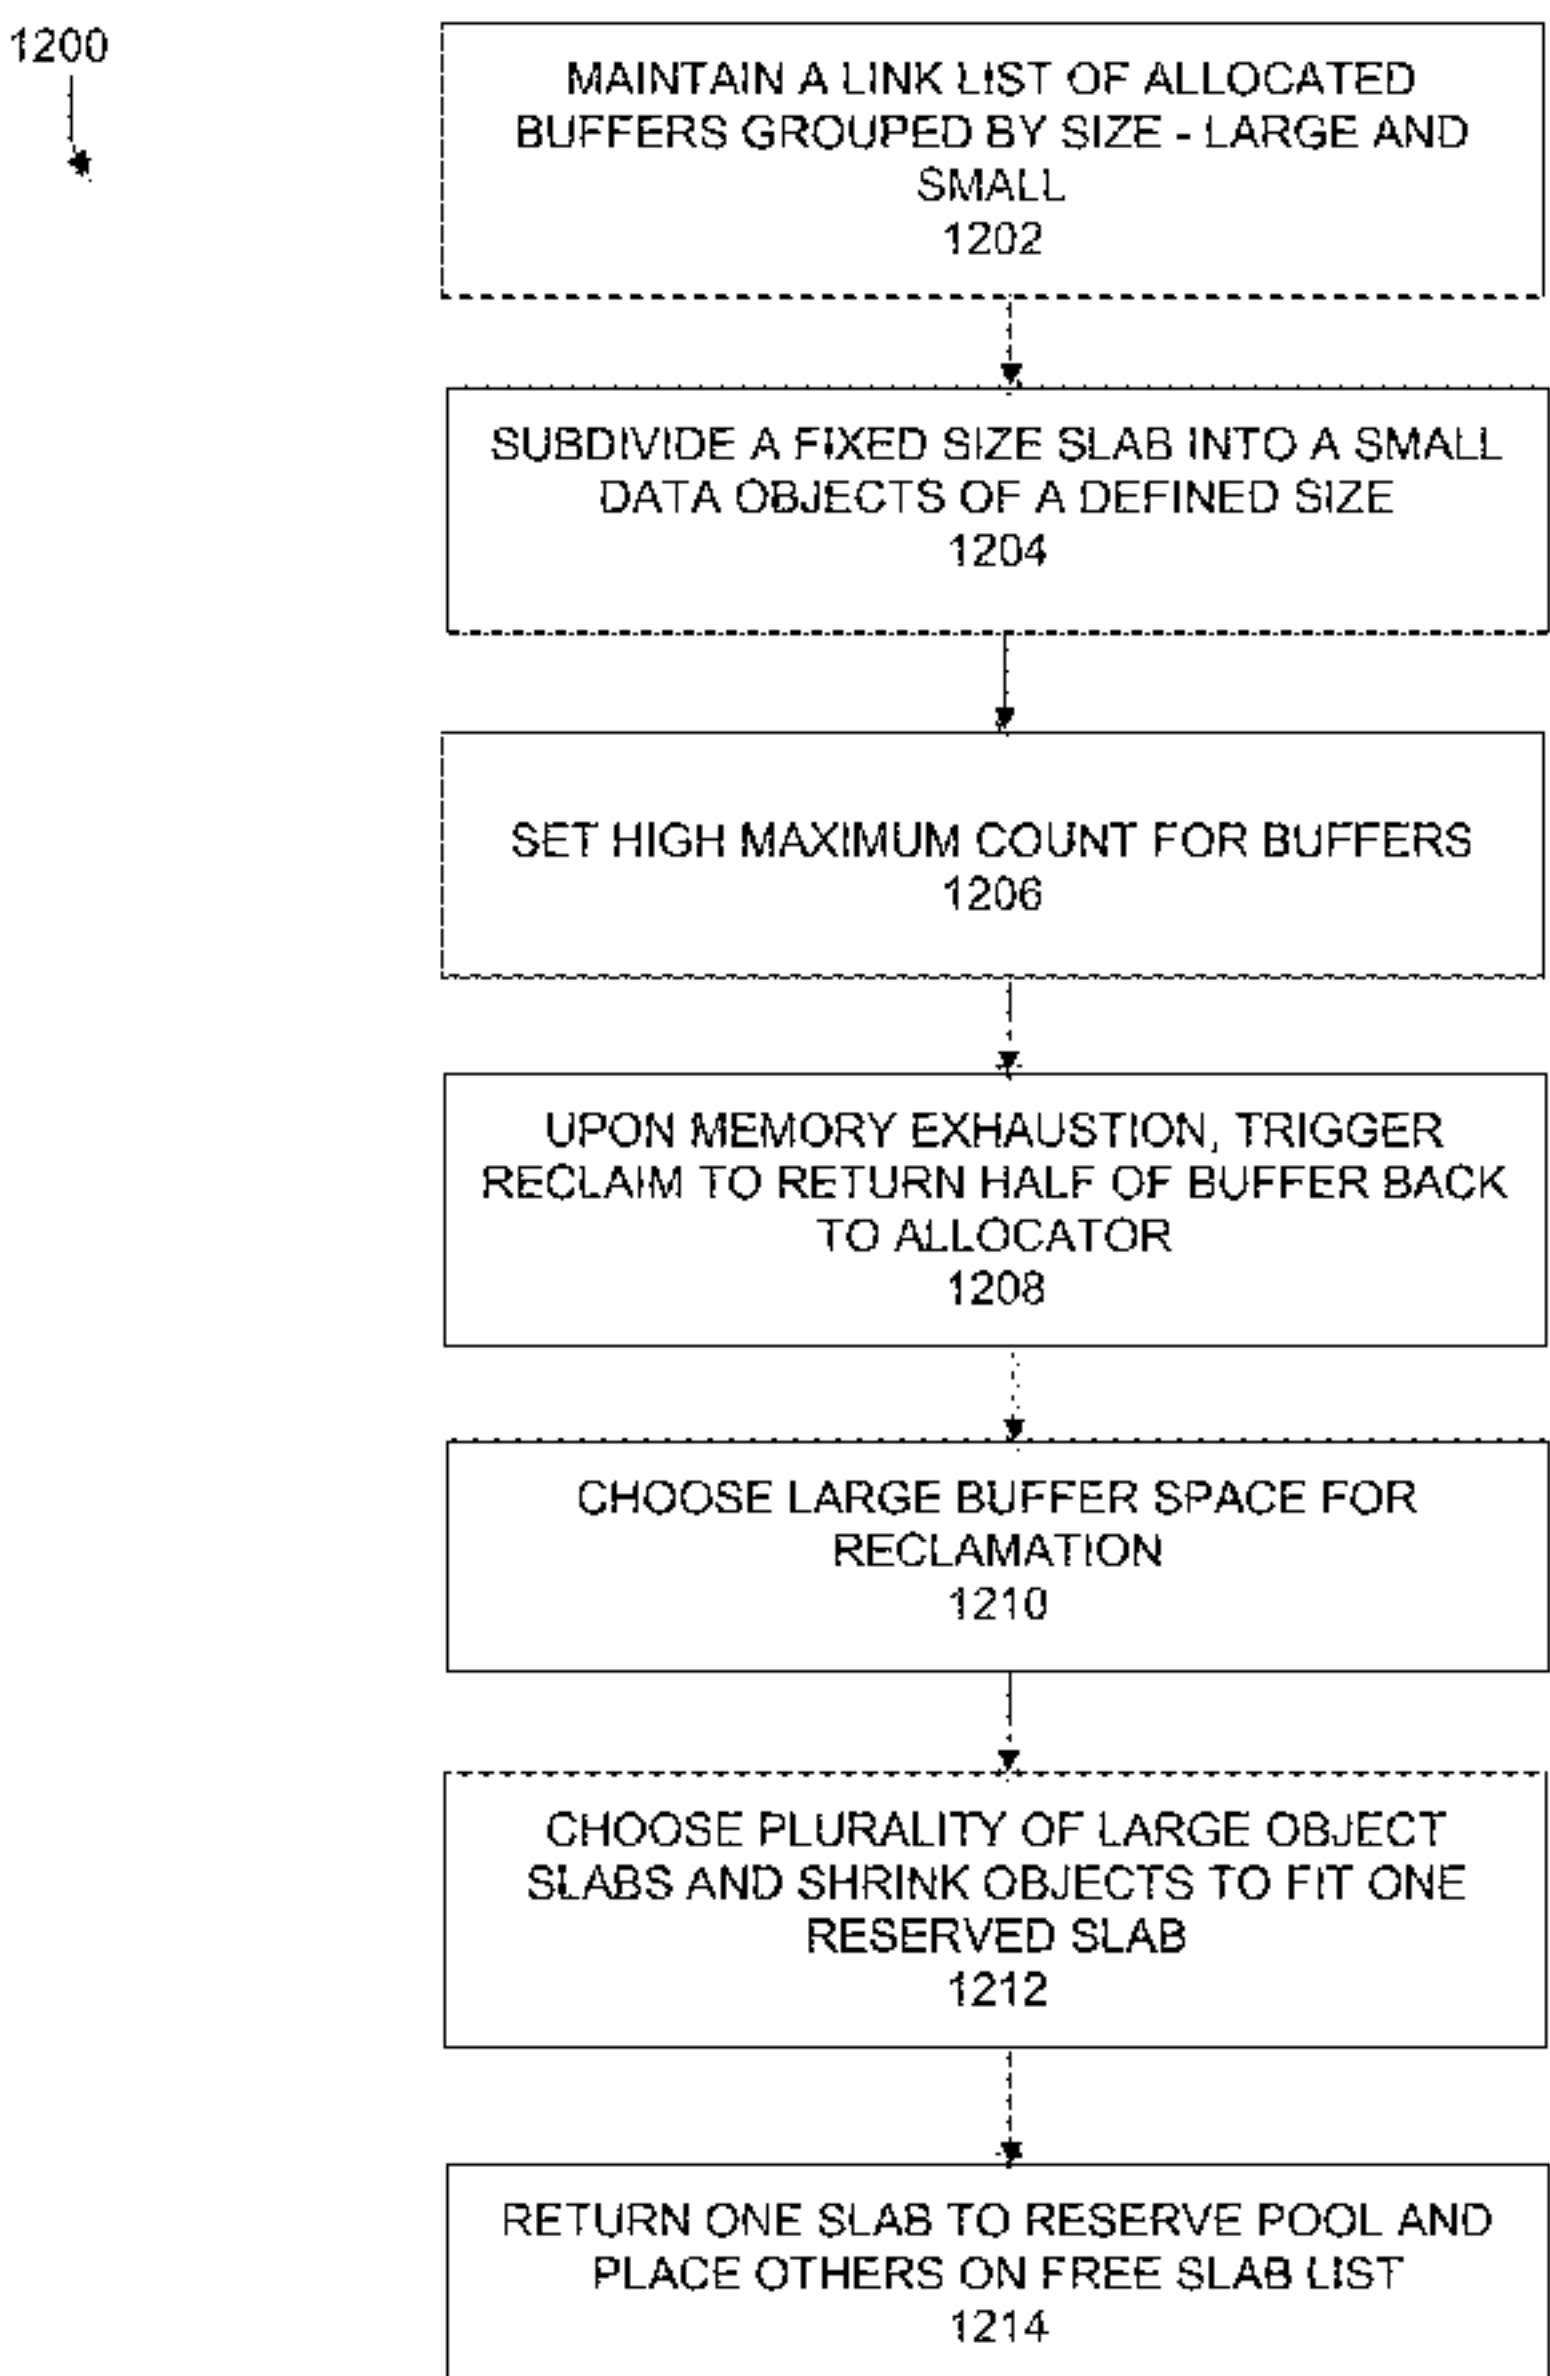 1200
MAINTAIN A LINK LIST OF ALLOCATED
BUFFERS GROUPED BY SIZE - LARGE AND
SMALL
1202
SUBDIVIDE A FIXED SIZE SLAB INTO A SMALL
DATA OBJECTS OF A DEFINED SIZE
1204
SET HIGH MAXIMUM COUNT FOR BUFFERS
1206
UPON MEMORY EXHAUSTION, TRIGGER
RECLAIM TO RETURN HALF OF BUFFER BACK
TO ALLOCATOR
1208
CHOOSE LARGE BUFFER SPACE FOR
RECLAMATION
1210
CHOOSE PLURALITY OF LARGE OBJECT
SLABS AND SHRINK OBJECTS TO FIT ONE
RESERVED SLAB
1212
RETURN ONE SLAB TO RESERVE POOL AND
PLACE OTHERS ON FREE SLAB LIST
1214